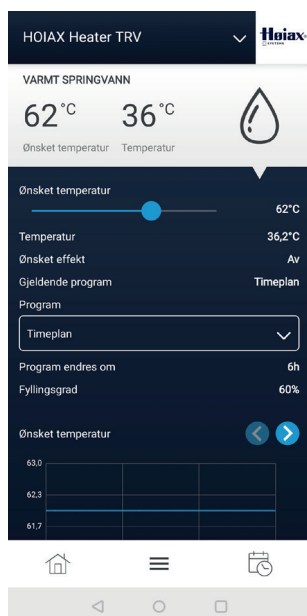 HOIAX Heater TRV
Høiax
SYSTEMS
VARMT SPRINGVANN
62°C 36°C
Ønsket temperatur Temperatur
Ønsket temperatur
62°C
Temperatur 36,2°C
Ønsket effekt Av
Gjeldende program Timeplan
Program
Timeplan
Program endres om 6h
Fyllingsgrad 60%
Ønsket temperatur
63,0
62,3
61,7